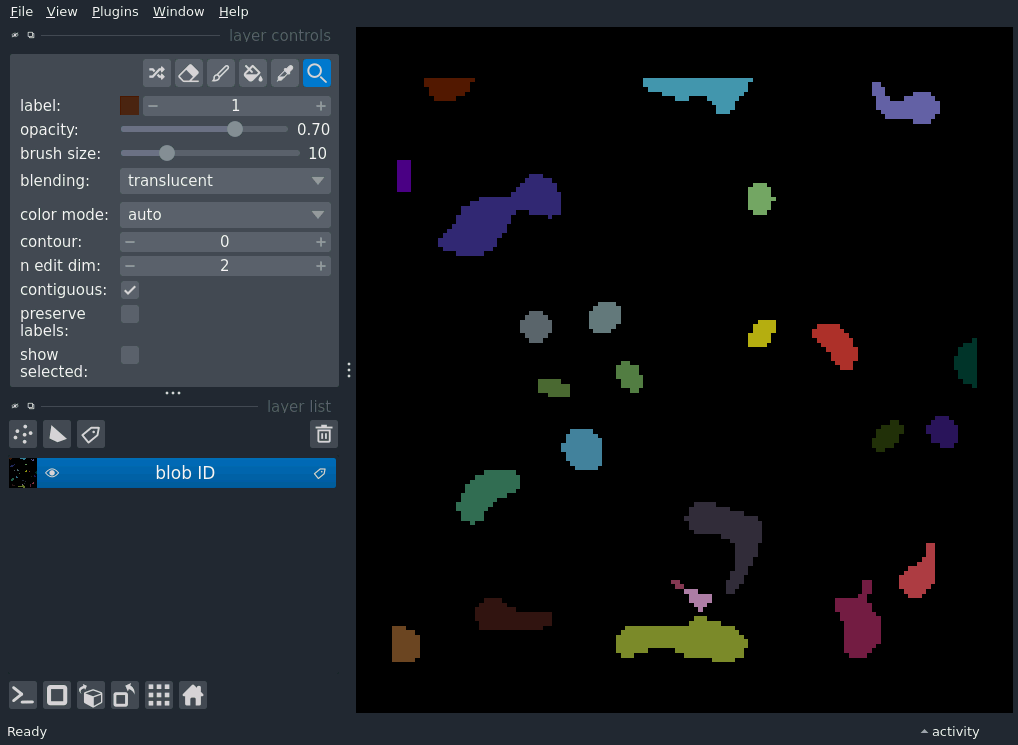 File View Plugins Window Help
layer controls
label: 1
opacity: 0.70
brush size: 10
blending: translucent
color mode: auto
contour: 0
n edit dim: 2
contiguous:
preserve
labels:
show
selected:
layer list
blob ID
Ready
activity